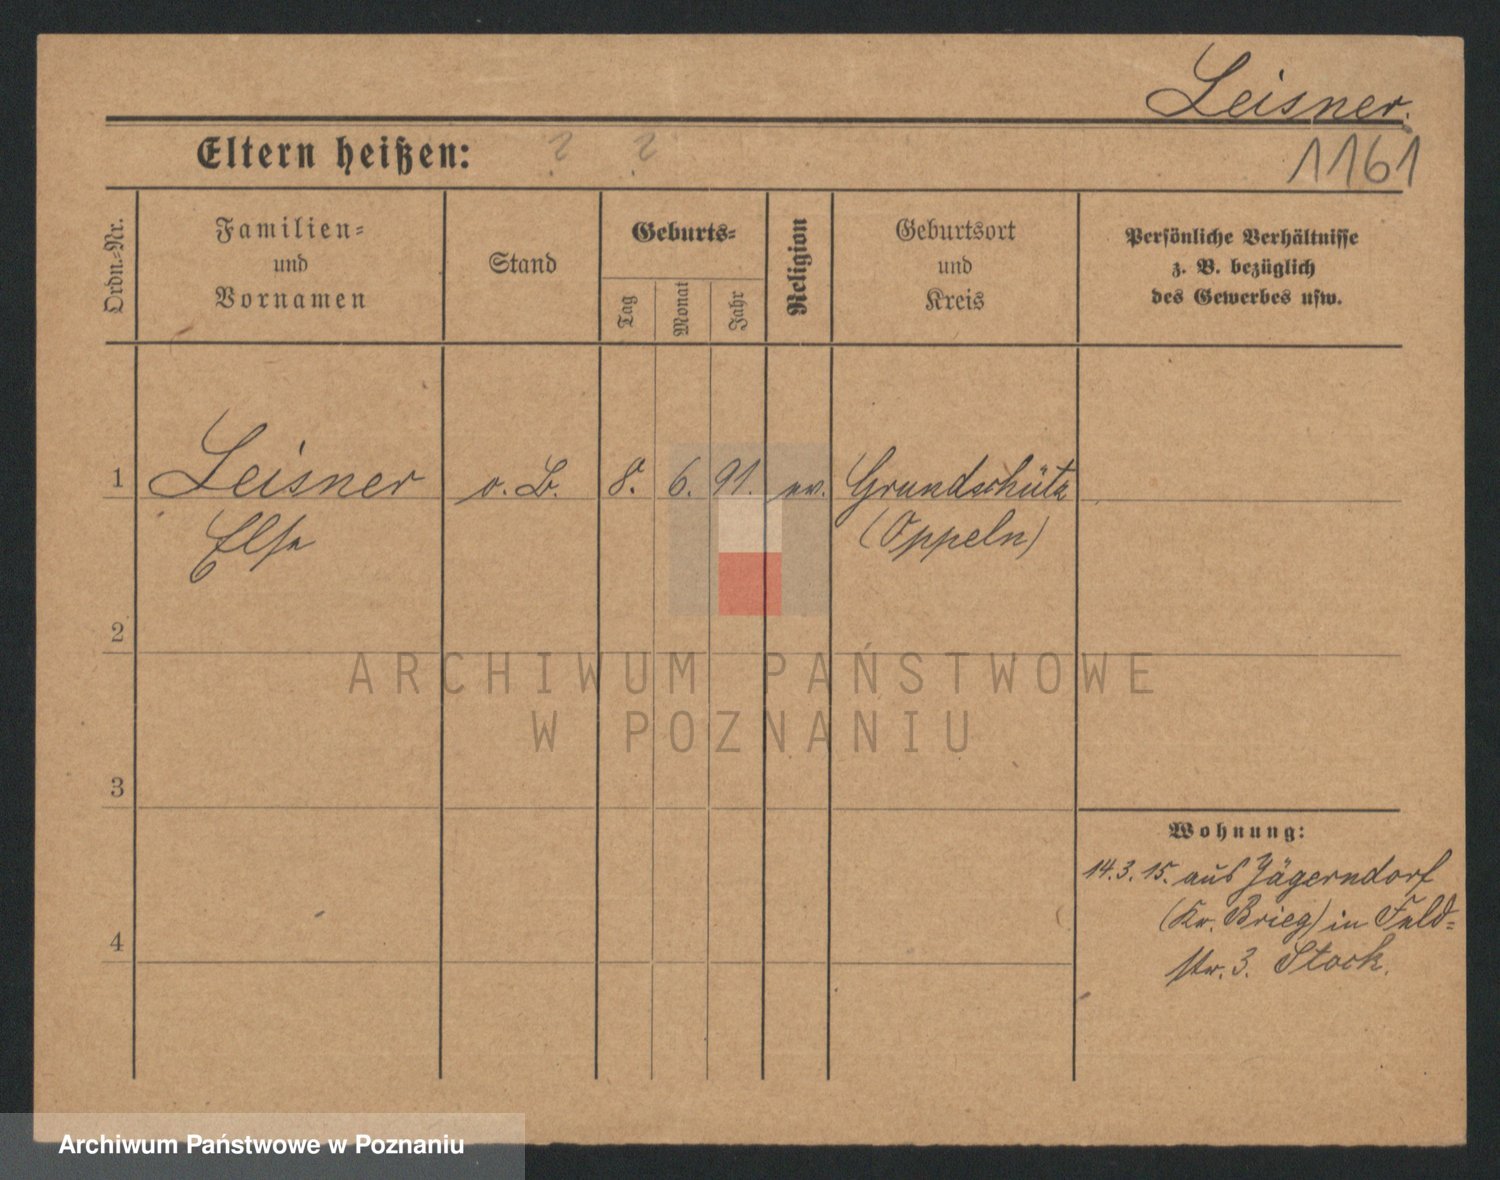 Leisner.
Eltern heißen: ? ?
1161
Ordn.-Nr.
Familien-
und
Vornamen
Stand
Geburts-
Tag
Monat
Jahr
Religion
Geburtsort
und
Kreis
Persönliche Verhältnisse
z. B. bezüglich
des Gewerbes usw.
1 Leisner o. B. 8. 6. 91. ev. Grundschütz
Else (Oppeln)
2
ARCHIWUM PAŃSTWOWE
W POZNANIU
3
Wohnung:
14.3.15. aus Jägerndorf
(Kr. Brieg) in Feld-
4
str. 3. Stock.
Archiwum Państwowe w Poznaniu